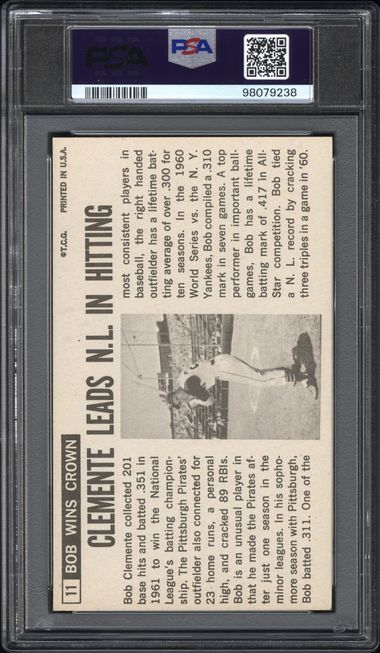 PSA
PSA
98079238
11 BOB WINS CROWN
CLEMENTE LEADS N.L. IN HITTING
©T.C.G. PRINTED IN U.S.A.
Bob Clemente collected 201
base hits and batted .351 in
1961 to win the National
League's batting champion-
ship. The Pittsburgh Pirates'
outfielder also connected for
23 home runs, a personal
high, and cracked 89 RBIs.
Bob is an unusual player in
that he made the Pirates af-
ter just one season in the
minor leagues. In his sopho-
more season with Pittsburgh,
Bob batted .311. One of the
most consistent players in
baseball, the right handed
outfielder has a lifetime bat-
ting average of over .300 for
ten seasons. In the 1960
World Series vs. the N. Y.
Yankees, Bob compiled a .310
mark in seven games. A top
performer in important ball-
games, Bob has a lifetime
batting mark of .417 in All-
Star competition. Bob tied
a N. L. record by cracking
three triples in a game in '60.